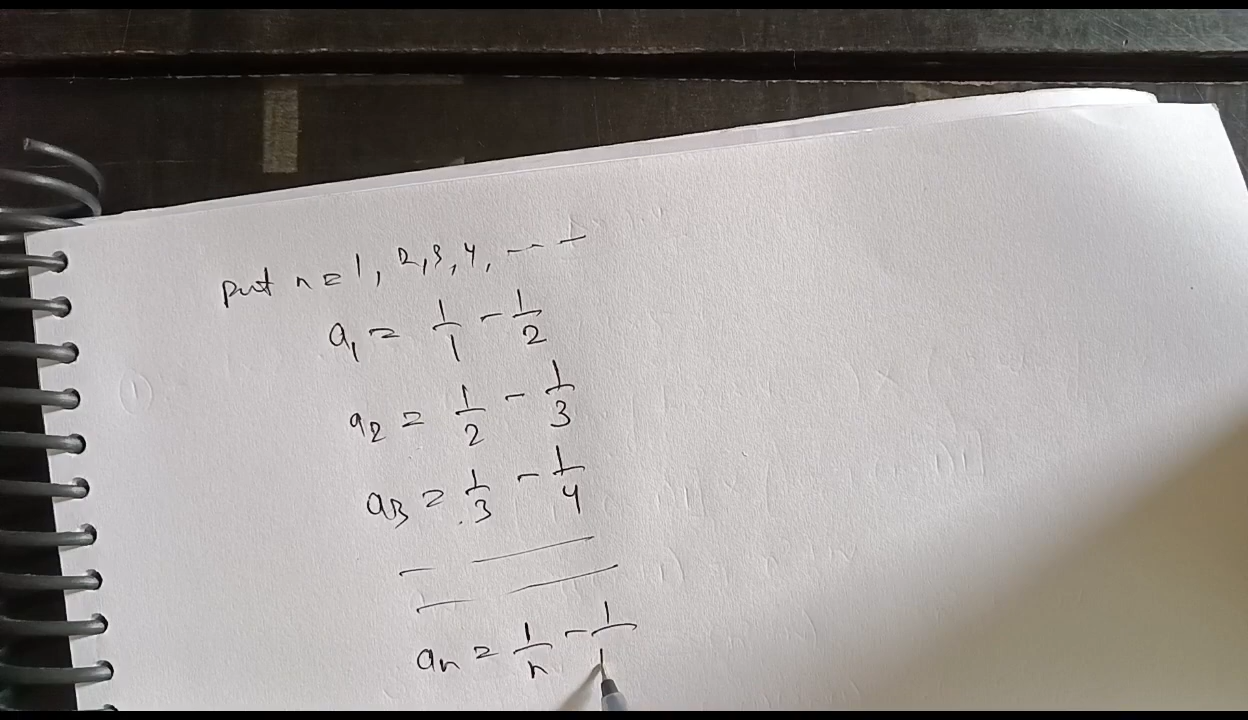 put n = 1, 2, 3, 4, - -
a1 = 1/1 - 1/2
a2 = 1/2 - 1/3
a3 = 1/3 - 1/4
an = 1/n - 1/